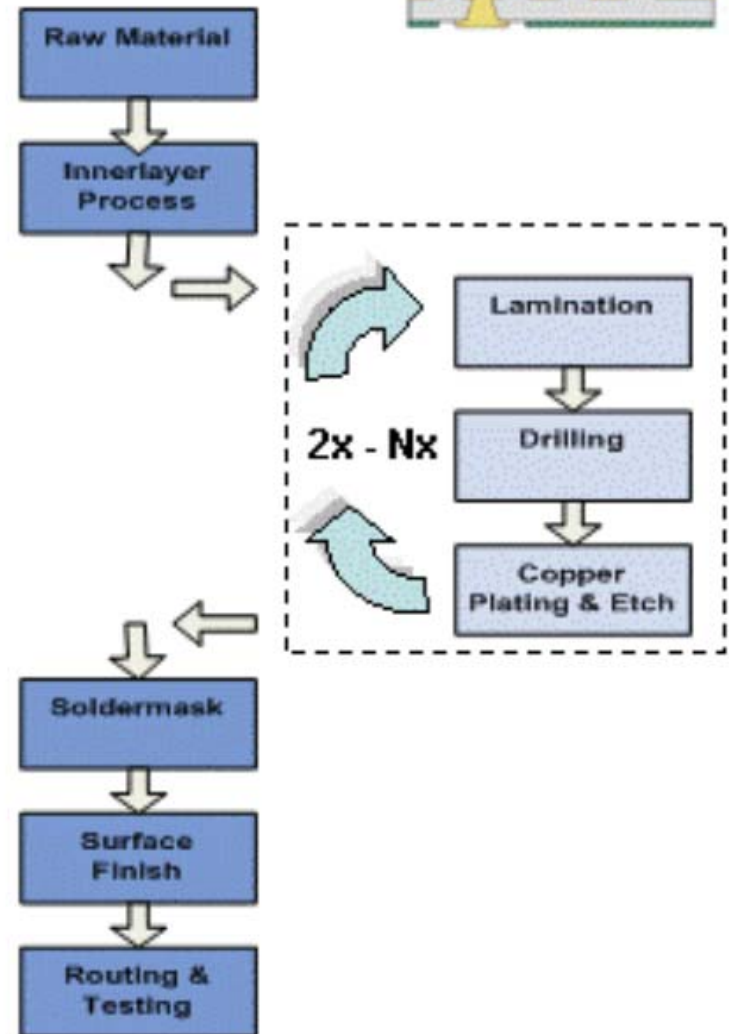 Raw Material
Innerlayer
Process
Lamination
2x - Nx
Drilling
Copper
Plating & Etch
Soldermask
Surface
Finish
Routing &
Testing